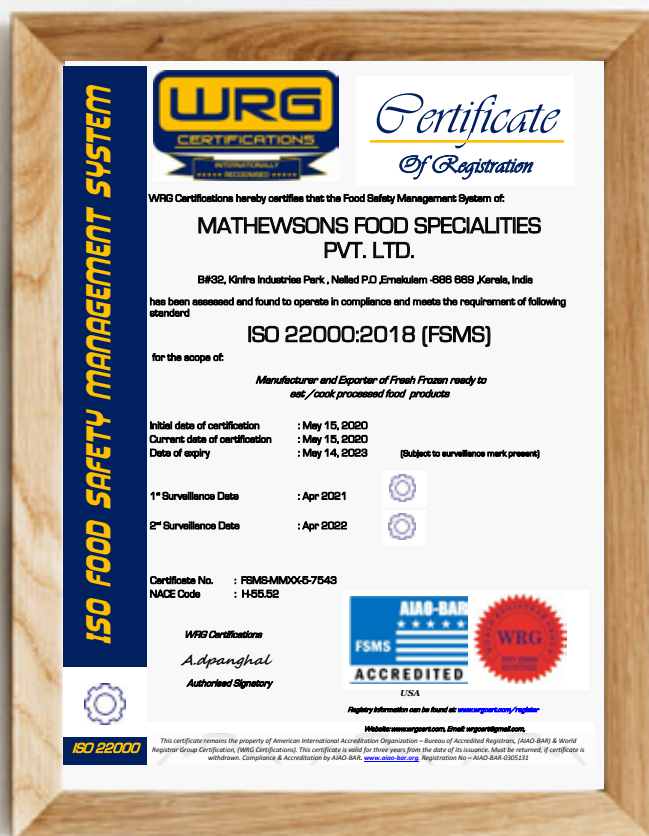 ISO FOOD SAFETY MANAGEMENT SYSTEM
WRG
CERTIFICATIONS
INTERNATIONALLY
RECOGNISED
Certificate
Of Registration
WRG Certifications hereby certifies that the Food Safety Management System of:
MATHEWSONS FOOD SPECIALITIES
PVT. LTD.
B#32, Kinfra Industries Park , Nellad P.O ,Ernakulam -686 669 ,Kerala, India
has been assessed and found to operate in compliance and meets the requirement of following
standard
ISO 22000:2018 (FSMS)
for the scope of:
Manufacturer and Exporter of Fresh Frozen ready to
eat /cook processed food products
Initial date of certification : May 15, 2020
Current date of certification : May 15, 2020
Date of expiry : May 14, 2023 (Subject to surveillance mark present)
1st Surveillance Date : Apr 2021
2nd Surveillance Date : Apr 2022
Certificate No. : FSMS-MMXX-5-7543
NACE Code : H-55.52
WRG Certifications
A.dpanghal
Authorised Signatory
AIAO-BAR
FSMS
ACCREDITED
USA
WORLD REGISTRAR GROUP
WRG
ISO 22000
Registry information can be found at: www.wrgcert.com/register
Website:www.wrgcert.com, Email: wrgcert@gmail.com,
ISO 22000
This certificate remains the property of American International Accreditation Organization – Bureau of Accredited Registrars, (AIAO-BAR) & World
Registrar Group Certification, (WRG Certifications). This certificate is valid for three years from the date of its issuance. Must be returned, if certificate is
withdrawn. Compliance & Accreditation by AIAO-BAR. www.aiao-bar.org. Registration No – AIAO-BAR-0305131